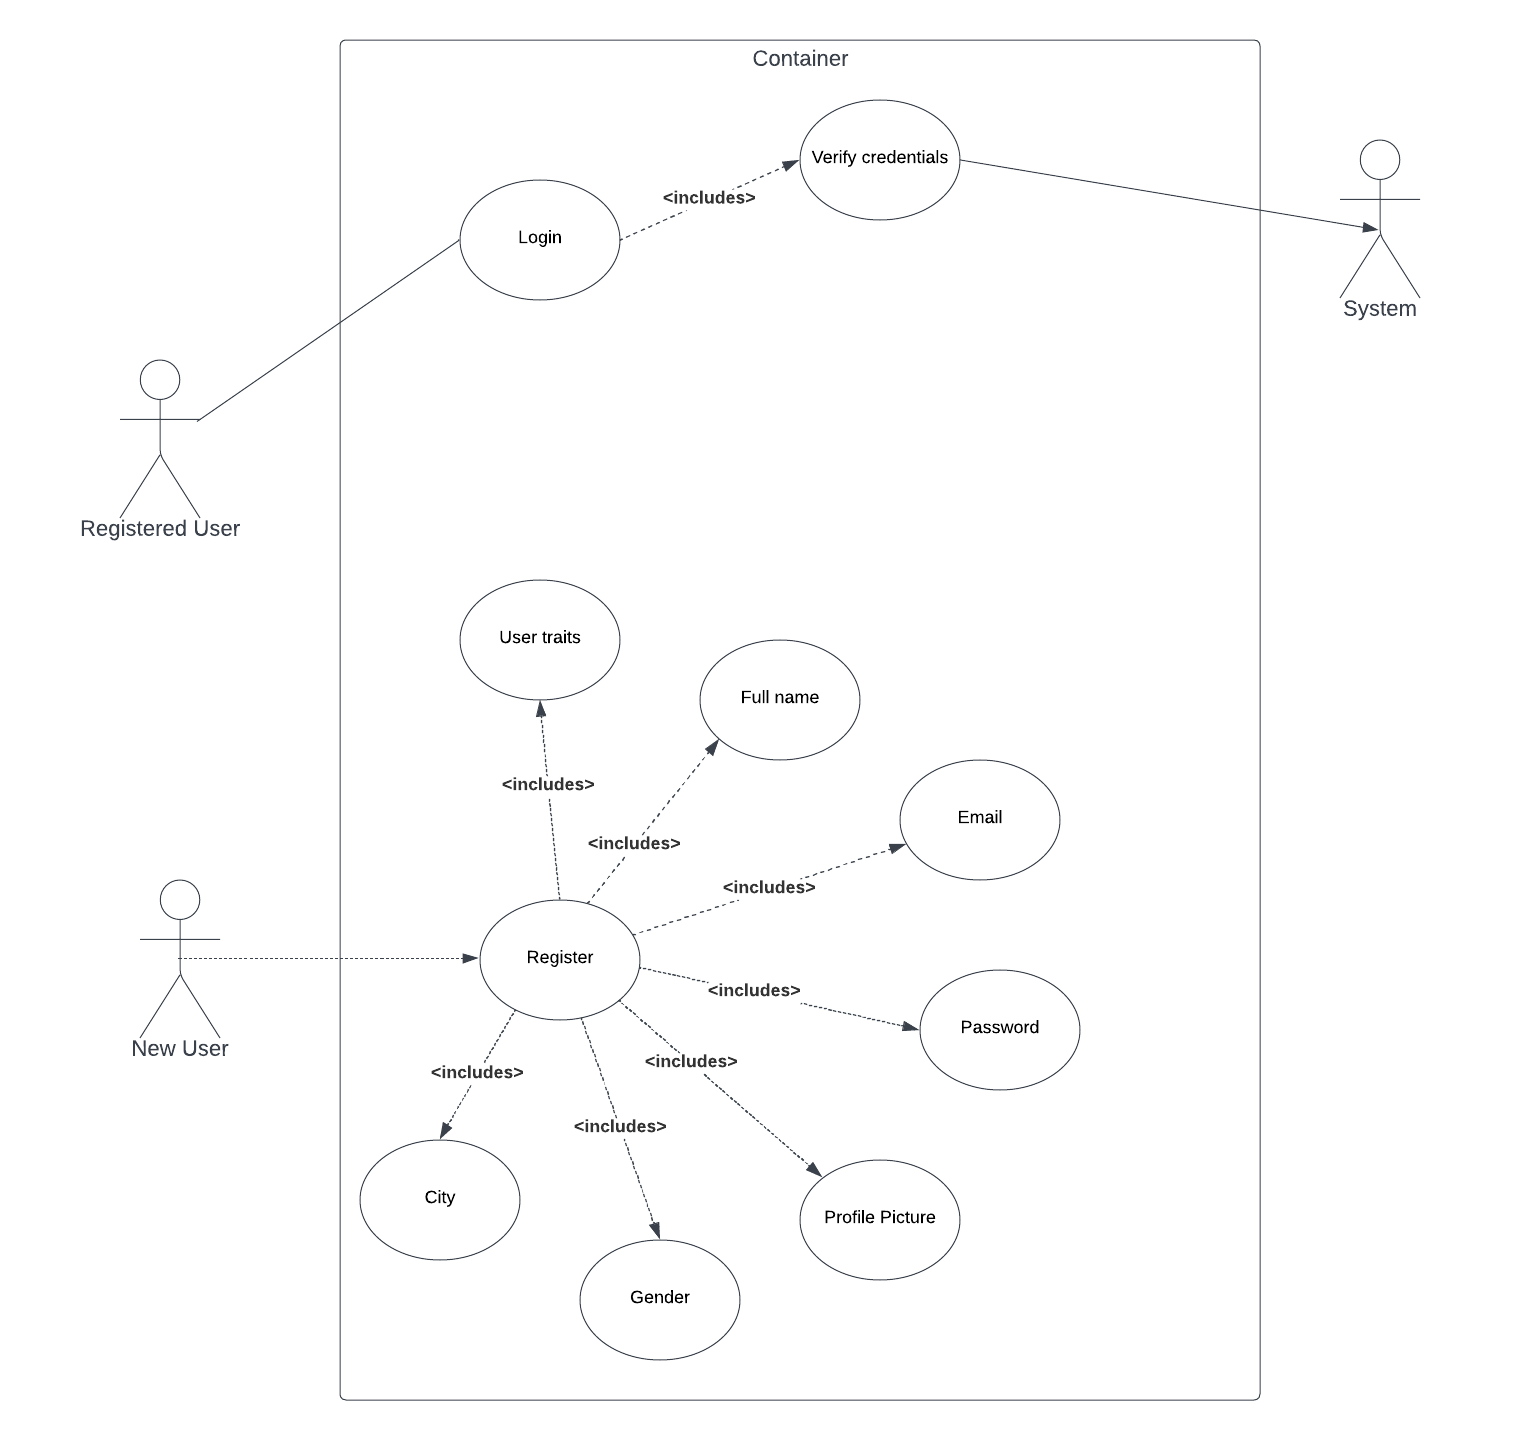 Container
Verify credentials
<includes>
Login
System
Registered User
User traits
Full name
<includes>
Email
<includes>
<includes>
Register
<includes>
Password
New User
<includes>
<includes>
<includes>
City
Profile Picture
Gender